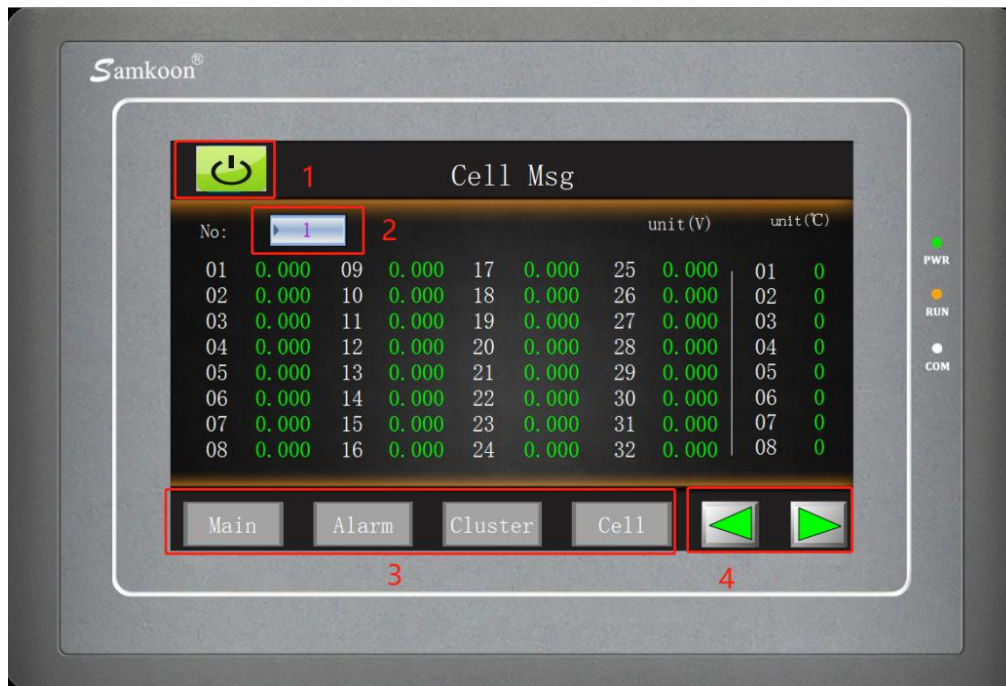 Samkoon®
1
Cell Msg
No: 1 2 unit(V) unit(℃)
01 0.000 09 0.000 17 0.000 25 0.000 01 0
02 0.000 10 0.000 18 0.000 26 0.000 02 0
03 0.000 11 0.000 19 0.000 27 0.000 03 0
04 0.000 12 0.000 20 0.000 28 0.000 04 0
05 0.000 13 0.000 21 0.000 29 0.000 05 0
06 0.000 14 0.000 22 0.000 30 0.000 06 0
07 0.000 15 0.000 23 0.000 31 0.000 07 0
08 0.000 16 0.000 24 0.000 32 0.000 08 0
PWR
RUN
COM
Main Alarm Cluster Cell
3 4